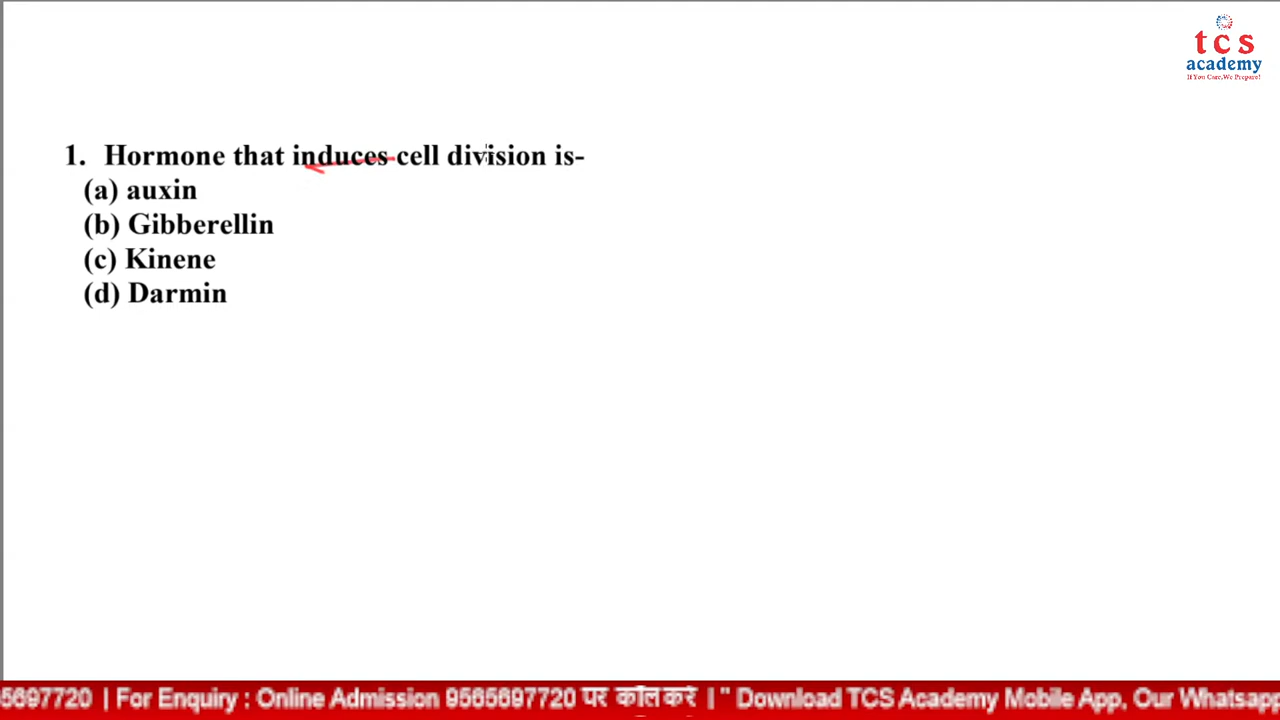 tcs
academy
If You Care,We Prepare!
1. Hormone that induces cell division is-
(a) auxin
(b) Gibberellin
(c) Kinene
(d) Darmin
65697720 | For Enquiry : Online Admission 9565697720 पर कॉल करें | " Download TCS Academy Mobile App, Our Whatsapp